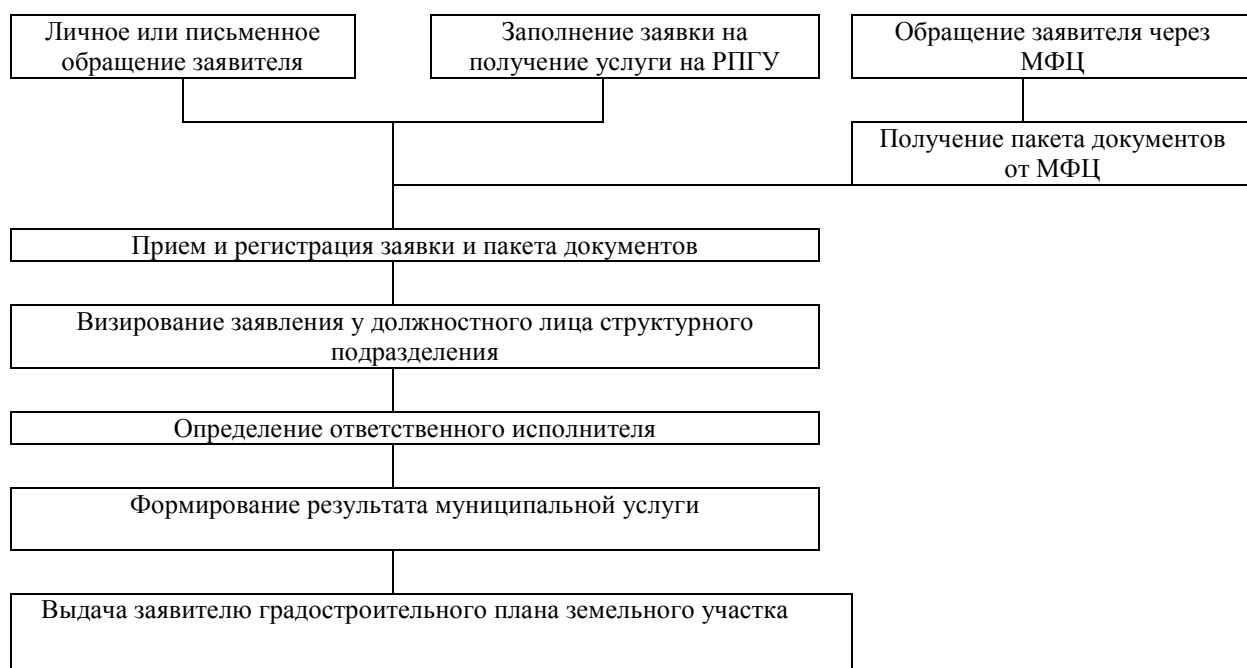 Личное или письменное
обращение заявителя
Заполнение заявки на
получение услуги на РПГУ
Обращение заявителя через
МФЦ
Получение пакета документов
от МФЦ
Прием и регистрация заявки и пакета документов
Визирование заявления у должностного лица структурного
подразделения
Определение ответственного исполнителя
Формирование результата муниципальной услуги
Выдача заявителю градостроительного плана земельного участка